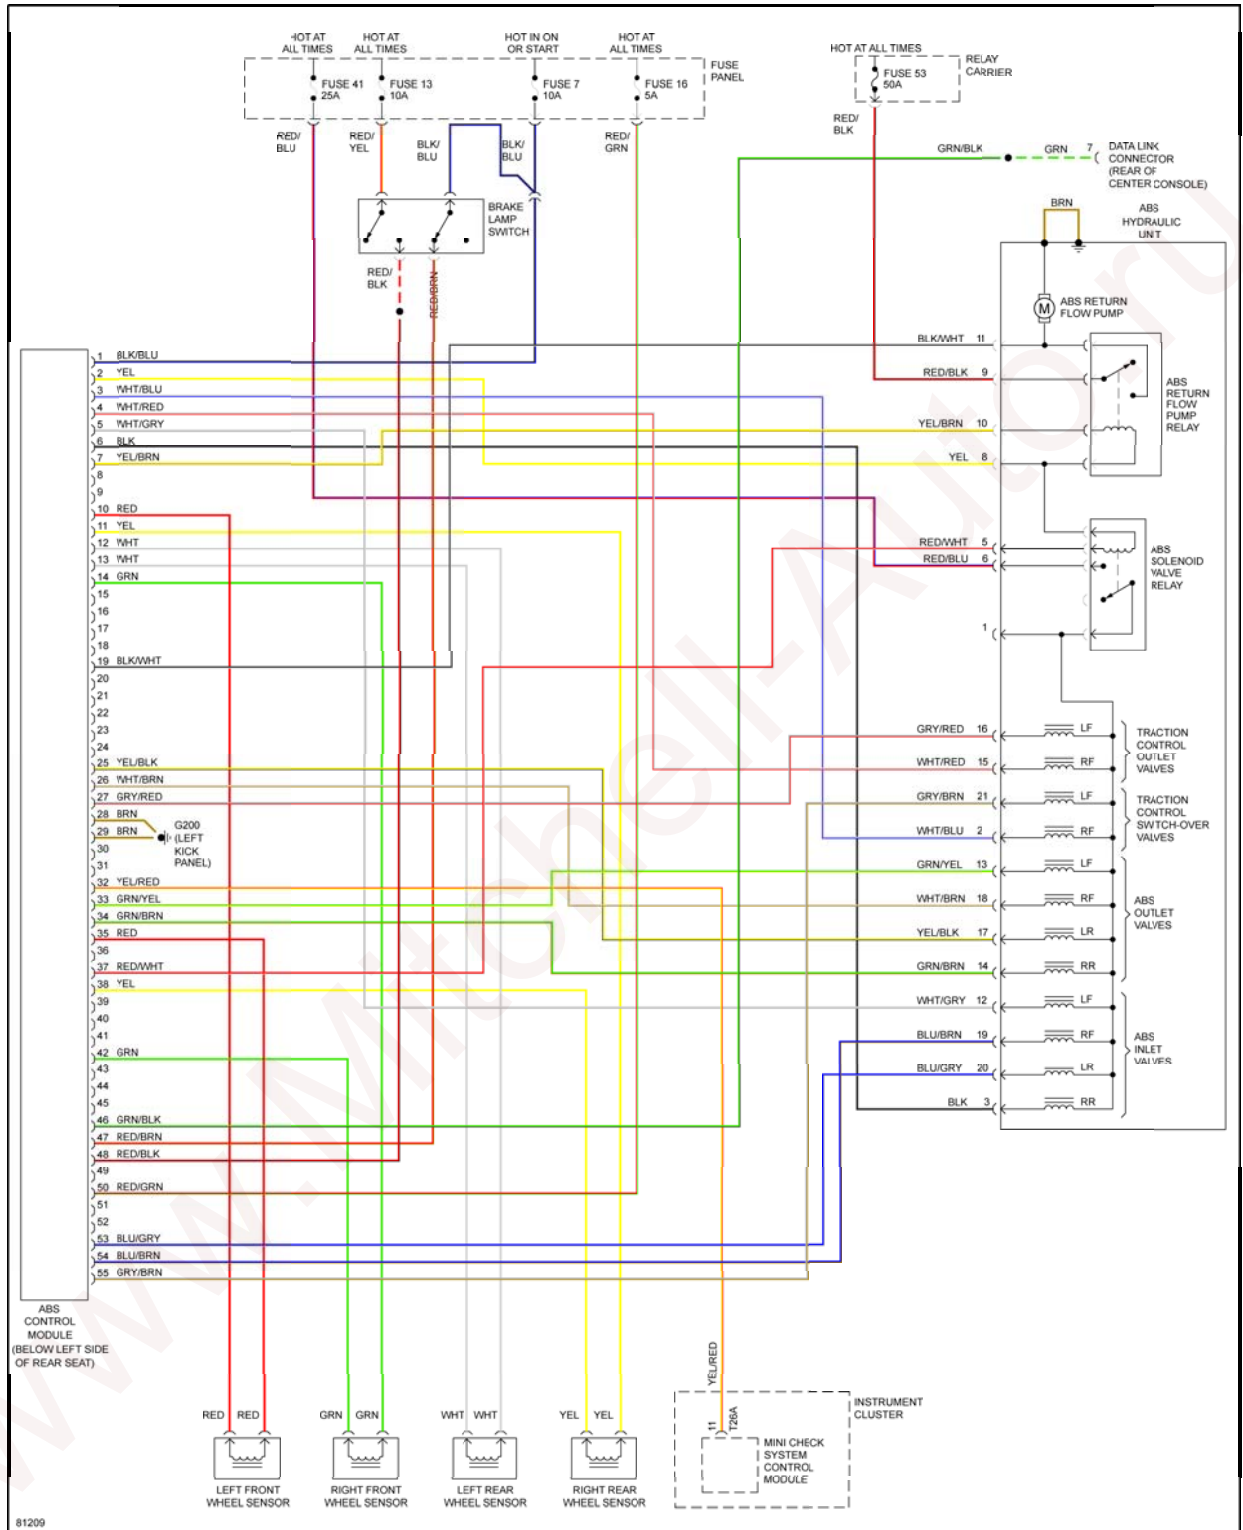 HOT AT
ALL TIMES
HOT AT
ALL TIMES
HOT IN ON
OR START
HOT AT
ALL TIMES
HOT AT ALL TIMES
FUSE
PANEL
RELAY
CARRIER
FUSE 41
25A
FUSE 13
10A
FUSE 7
10A
FUSE 16
5A
FUSE 53
50A
RED/
BLU
RED/
YEL
BLK/
BLU
BLK/
BLU
RED/
GRN
RED/
BLK
GRN/BLK
GRN
7
DATA LINK
CONNECTOR
(REAR OF
CENTER CONSOLE)
BRAKE
LAMP
SWITCH
RED/
BLK
RED/BRN
BRN
ABS
HYDRAULIC
UNIT
M
ABS RETURN
FLOW PUMP
BLK/WHT 11
RED/BLK 9
YEL/BRN 10
YEL 8
ABS
RETURN
FLOW
PUMP
RELAY
RED/WHT 5
RED/BLU 6
1
ABS
SOLENOID
VALVE
RELAY
GRY/RED 16 LF
WHT/RED 15 RF
TRACTION
CONTROL
OUTLET
VALVES
GRY/BRN 21 LF
WHT/BLU 2 RF
TRACTION
CONTROL
SWITCH-OVER
VALVES
GRN/YEL 13 LF
WHT/BRN 18 RF
YEL/BLK 17 LR
GRN/BRN 14 RR
ABS
OUTLET
VALVES
WHT/GRY 12 LF
BLU/BRN 19 RF
BLU/GRY 20 LR
BLK 3 RR
ABS
INLET
VALVES
1 BLK/BLU
2 YEL
3 WHT/BLU
4 WHT/RED
5 WHT/GRY
6 BLK
7 YEL/BRN
8
9
10 RED
11 YEL
12 WHT
13 WHT
14 GRN
15
16
17
18
19 BLK/WHT
20
21
22
23
24
25 YEL/BLK
26 WHT/BRN
27 GRY/RED
28 BRN
29 BRN
G200
(LEFT
KICK
PANEL)
30
31
32 YEL/RED
33 GRN/YEL
34 GRN/BRN
35 RED
36
37 RED/WHT
38 YEL
39
40
41
42 GRN
43
44
45
46 GRN/BLK
47 RED/BRN
48 RED/BLK
49
50 RED/GRN
51
52
53 BLU/GRY
54 BLU/BRN
55 GRY/BRN
ABS
CONTROL
MODULE
(BELOW LEFT SIDE
OF REAR SEAT)
RED RED
LEFT FRONT
WHEEL SENSOR
GRN GRN
RIGHT FRONT
WHEEL SENSOR
WHT WHT
LEFT REAR
WHEEL SENSOR
YEL YEL
RIGHT REAR
WHEEL SENSOR
YEL/RED
11
T26A
INSTRUMENT
CLUSTER
MINI CHECK
SYSTEM
CONTROL
MODULE
81209
www.Mitchell-Auto.ru